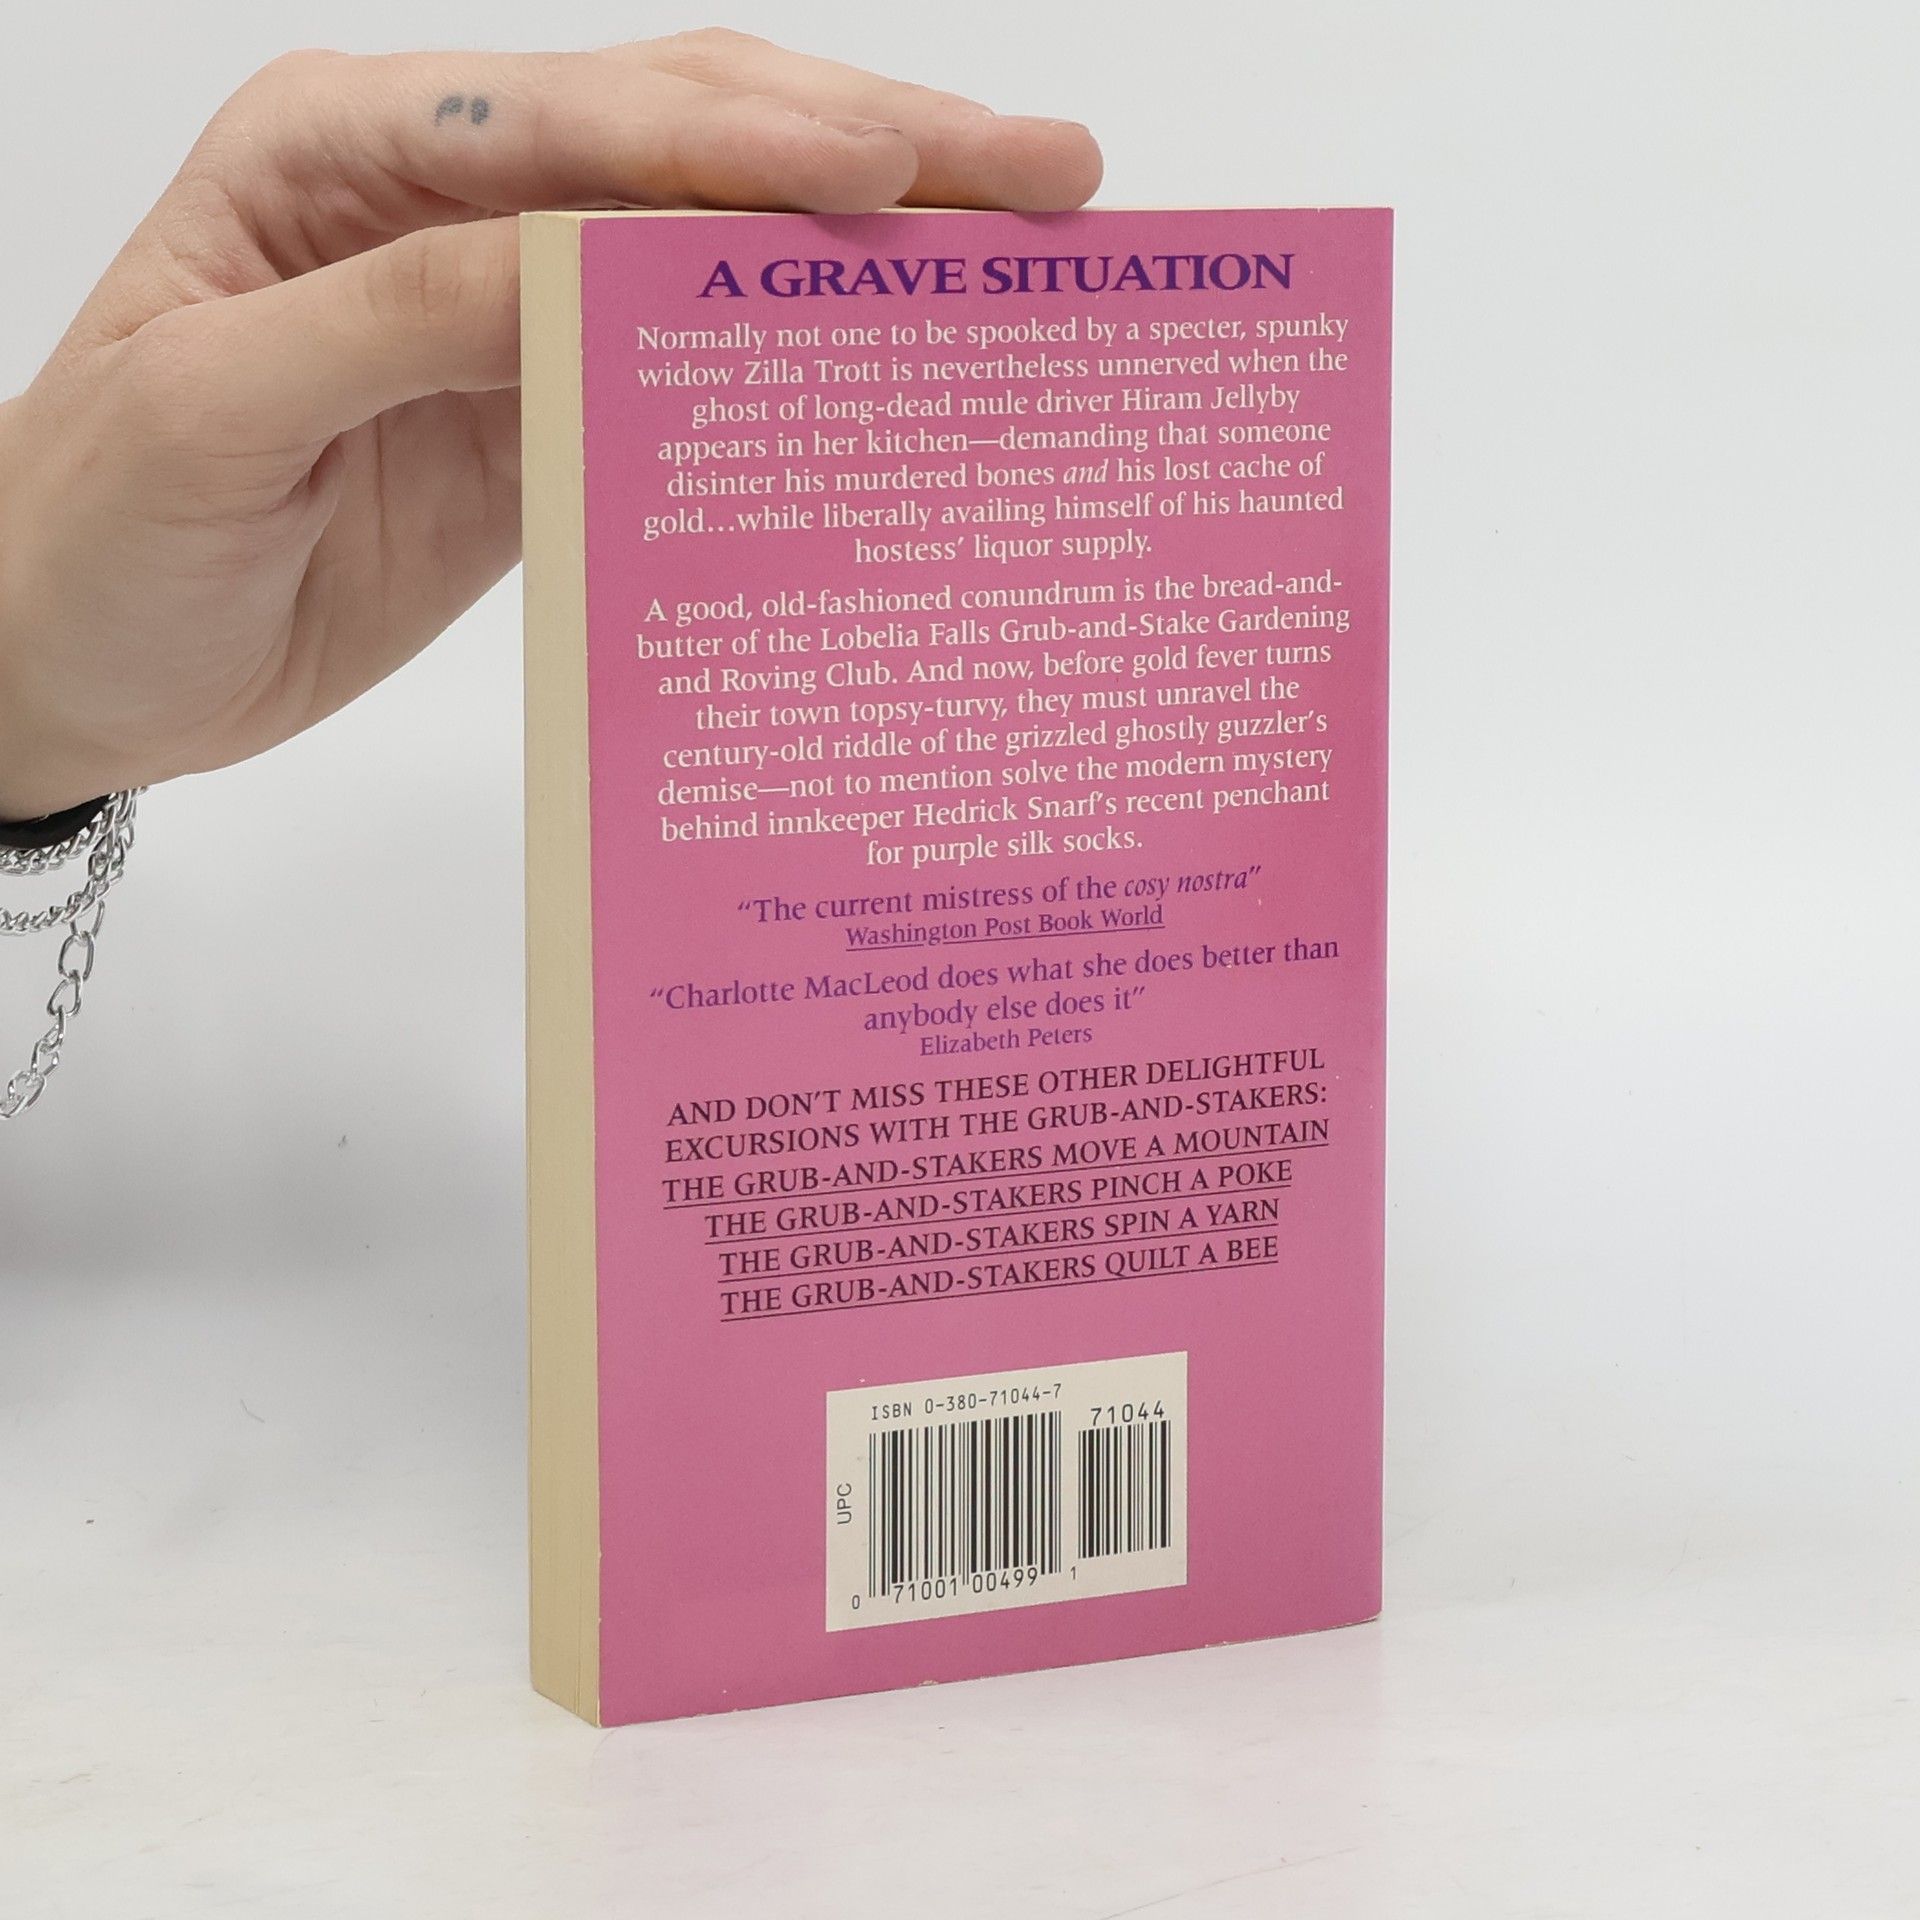 A GRAVE SITUATION
Normally not one to be spooked by a specter, spunky
widow Zilla Trott is nevertheless unnerved when the
ghost of long-dead mule driver Hiram Jellyby
appears in her kitchen—demanding that someone
disinter his murdered bones and his lost cache of
gold...while liberally availing himself of his haunted
hostess' liquor supply.
A good, old-fashioned conundrum is the bread-and-
butter of the Lobelia Falls Grub-and-Stake Gardening
and Roving Club. And now, before gold fever turns
their town topsy-turvy, they must unravel the
century-old riddle of the grizzled ghostly guzzler's
demise—not to mention solve the modern mystery
behind innkeeper Hedrick Snarf's recent penchant
for purple silk socks.
"The current mistress of the cosy nostra"
Washington Post Book World
"Charlotte MacLeod does what she does better than
anybody else does it"
Elizabeth Peters
AND DON'T MISS THESE OTHER DELIGHTFUL
EXCURSIONS WITH THE GRUB-AND-STAKERS:
THE GRUB-AND-STAKERS MOVE A MOUNTAIN
THE GRUB-AND-STAKERS PINCH A POKE
THE GRUB-AND-STAKERS SPIN A YARN
THE GRUB-AND-STAKERS QUILT A BEE
ISBN 0-380-71044-7
71044
UPC
0 71001 00499 1